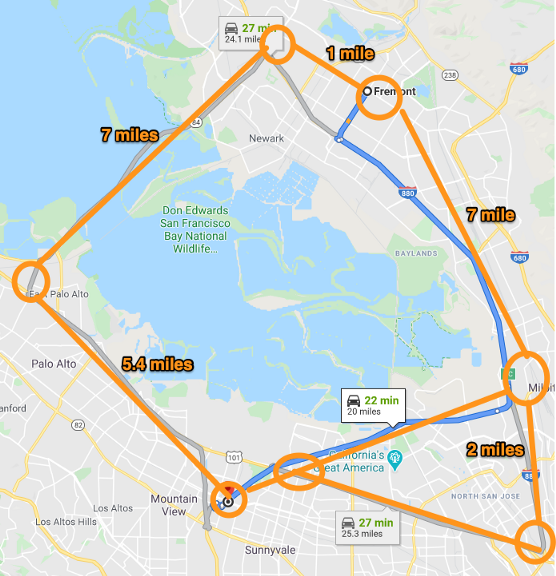 27 min
24.1 miles
1 mile
238
680
Fremont
84
7 miles
Newark
880
Don Edwards
San Francisco
Bay National
Wildlife...
7 mile
BAYLANDS
680
East Palo Alto
Palo Alto
5.4 miles
22 min
20 miles
82
101
California's
Great America
2 miles
NORTH SAN JOSE
Mountain
View
Los Altos
Los Altos Hills
27 min
25.3 miles
Sunnyvale